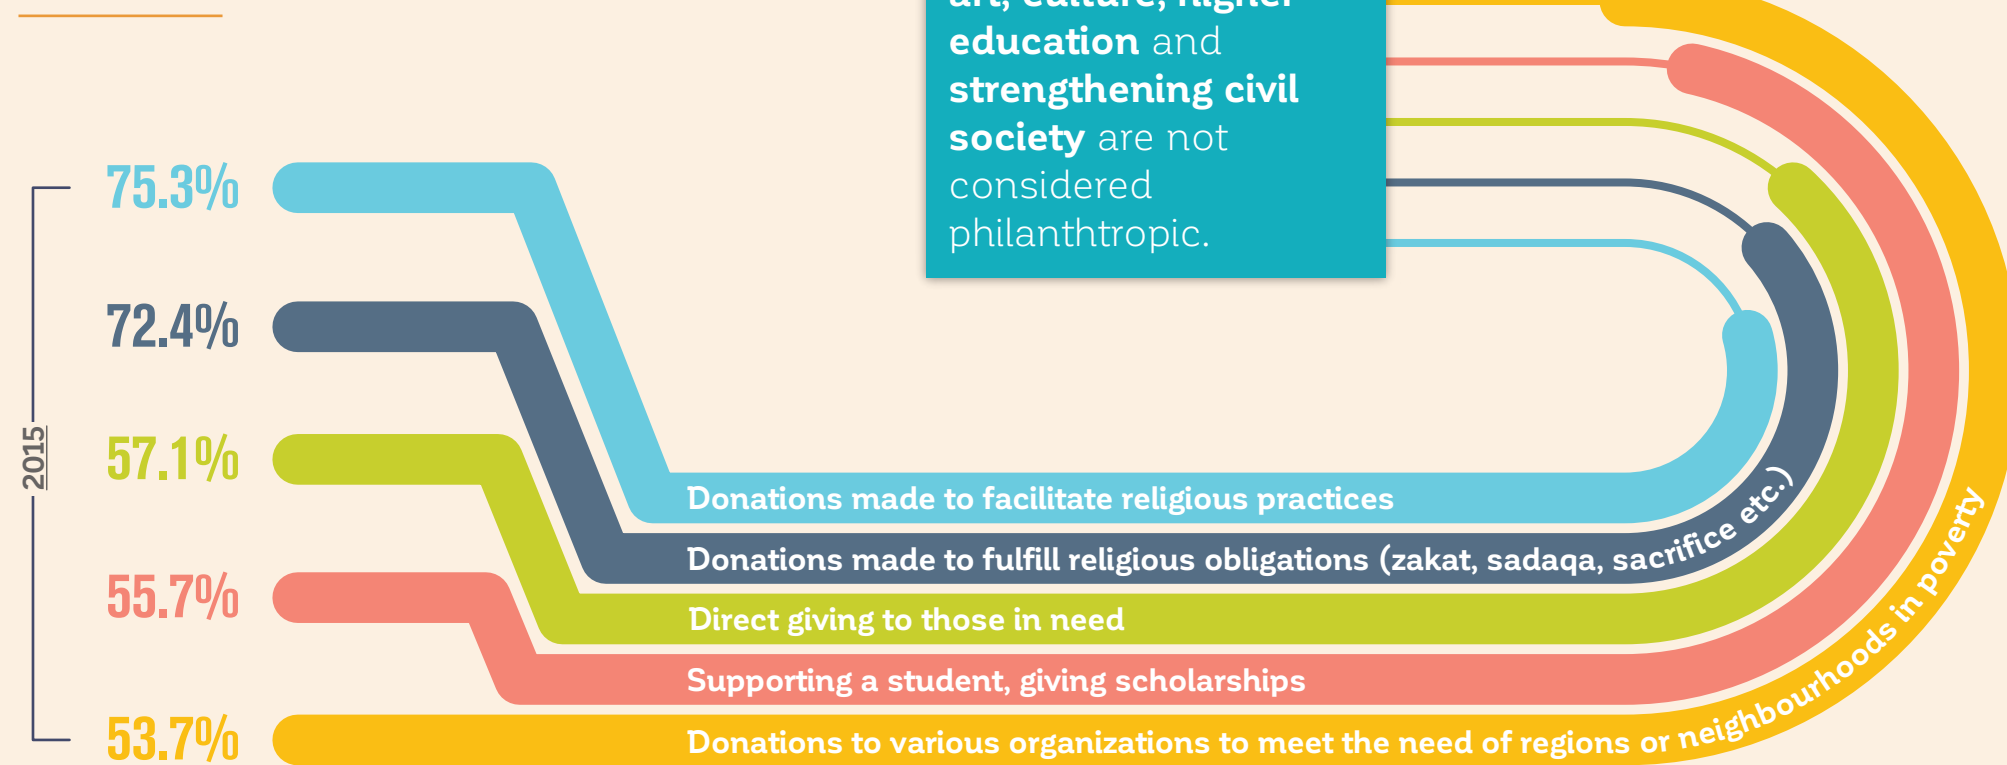 art, culture, higher
education and
strengthening civil
society are not
considered
philanthtropic.
2015
75.3%
72.4%
57.1%
55.7%
53.7%
Donations made to facilitate religious practices
Donations made to fulfill religious obligations (zakat, sadaqa, sacrifice etc.)
Direct giving to those in need
Supporting a student, giving scholarships
Donations to various organizations to meet the need of regions or neighbourhoods in poverty